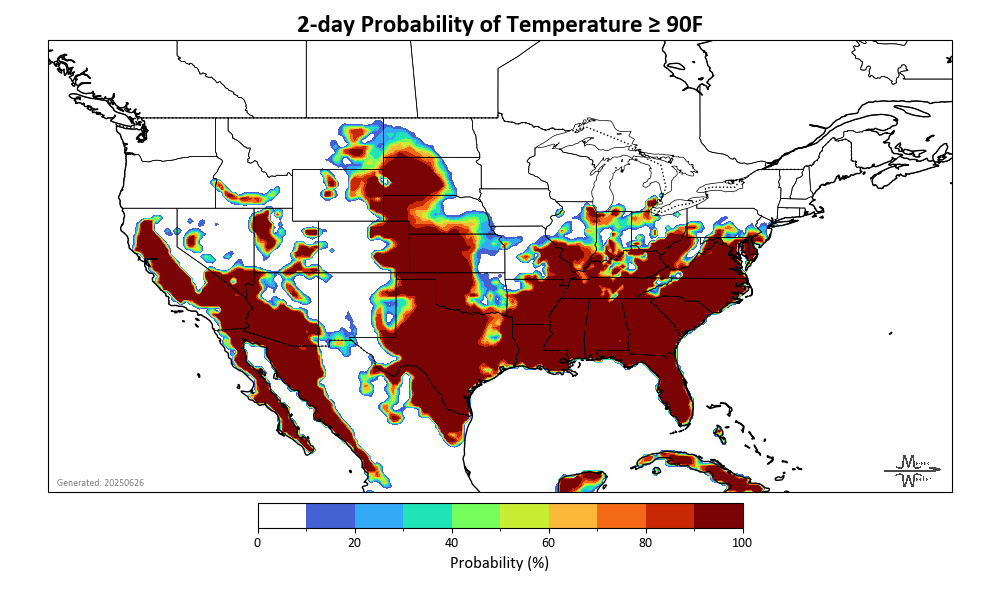 2-day Probability of Temperature ≥ 90F
Generated: 20250626
0 20 40 60 80 100
Probability (%)